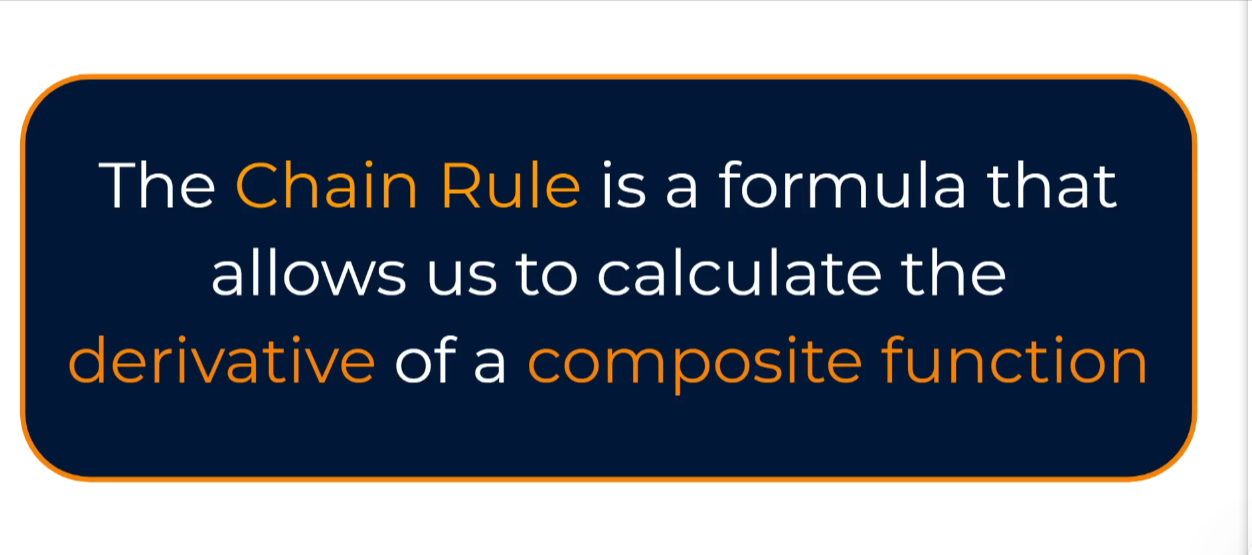 The Chain Rule is a formula that
allows us to calculate the
derivative of a composite function